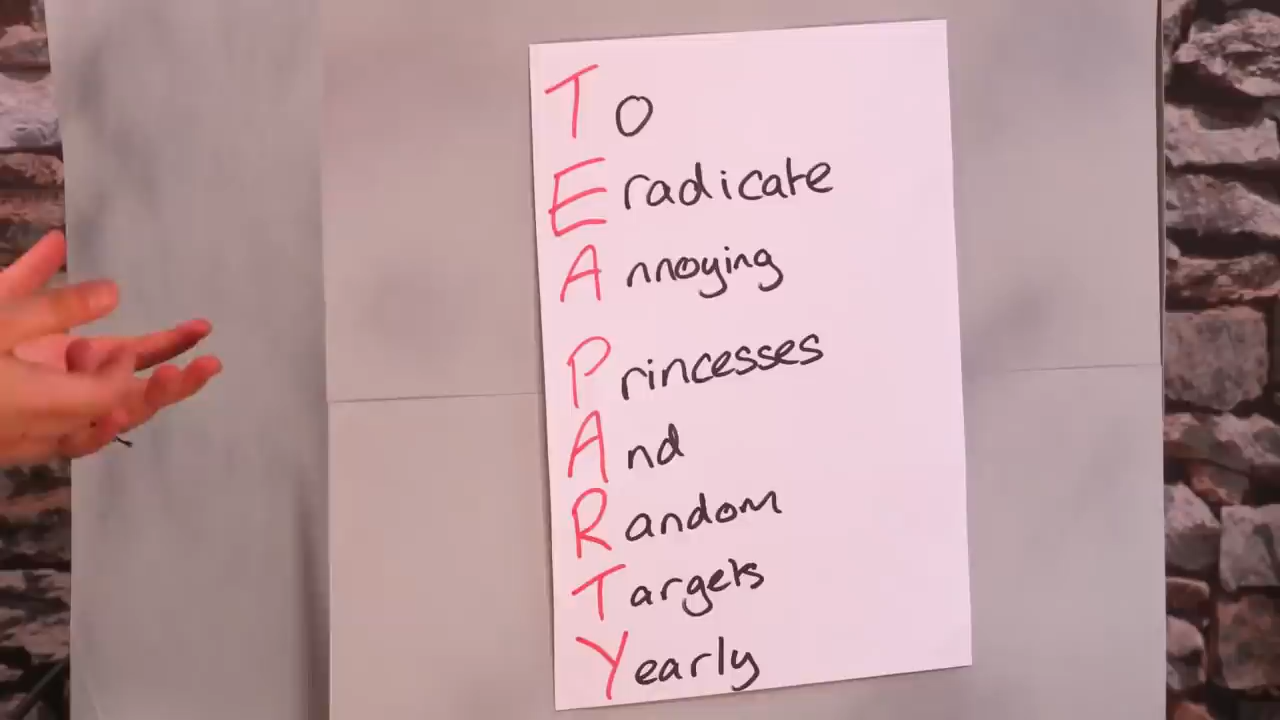 To
Eradicate
Annoying
Princesses
And
Random
Targets
Yearly